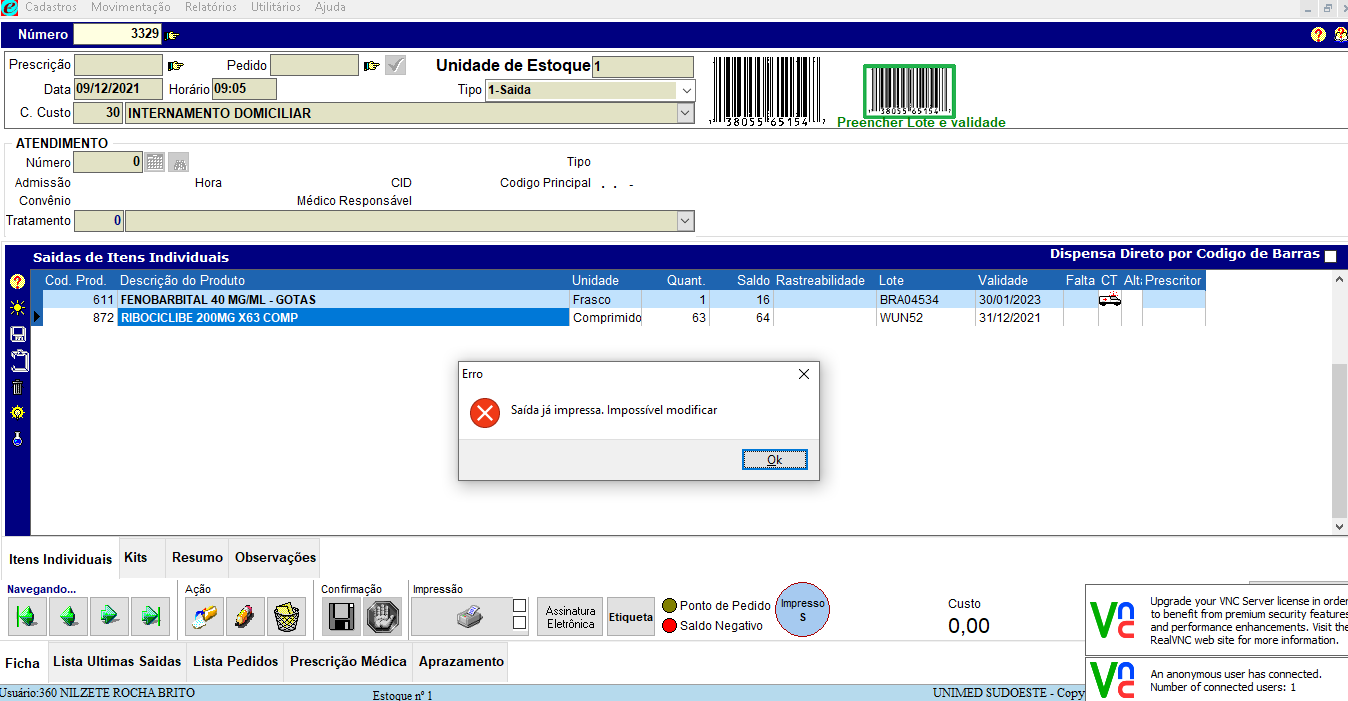 Cadastros Movimentação Relatórios Utilitários Ajuda
Número 3329
Prescrição Pedido Unidade de Estoque 1
Data 09/12/2021 Horário 09:05 Tipo 1-Saida
C. Custo 30 INTERNAMENTO DOMICILIAR
38055 65154
38055 65154
Preencher Lote e validade
ATENDIMENTO
Número 0 Tipo
Admissão Hora CID Codigo Principal . . -
Convênio Médico Responsável
Tratamento 0
Saidas de Itens Individuais Dispensa Direto por Codigo de Barras
Cod. Prod. Descrição do Produto Unidade Quant. Saldo Rastreabilidade Lote Validade Falta CT Alt Prescritor
611 FENOBARBITAL 40 MG/ML - GOTAS Frasco 1 16 BRA04534 30/01/2023
872 RIBOCICLIBE 200MG X63 COMP Comprimido 63 64 WUN52 31/12/2021
Erro
Saída já impressa. Impossível modificar
Ok
Itens Individuais Kits Resumo Observações
Navegando... Ação Confirmação Impressão
Assinatura
Eletrônica
Etiqueta
Ponto de Pedido
Saldo Negativo
Impresso
S
Custo
0,00
Ficha Lista Ultimas Saidas Lista Pedidos Prescrição Médica Aprazamento
Usuário:360 NILZETE ROCHA BRITO Estoque nº 1 UNIMED SUDOESTE - Copy
Upgrade your VNC Server license in order
to benefit from premium security features
and performance enhancements. Visit the
RealVNC web site for more information.
An anonymous user has connected.
Number of connected users: 1